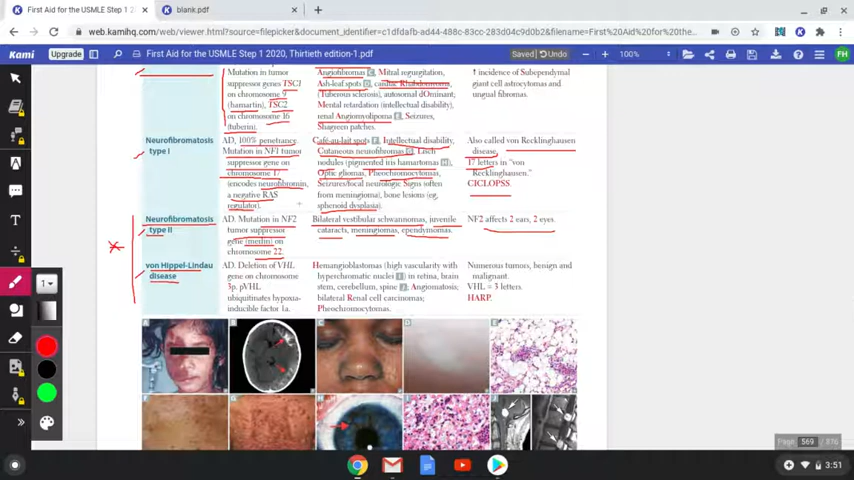 First Aid for the USMLE Step 1 2
blank.pdf
web.kamihq.com/web/viewer.html?source=filepicker&document_identifier=c1dfdafb-ad44-488c-83cc-283d04c9d0b2&filename=First%20Aid%20for%20the...
Kami Upgrade
First Aid for the USMLE Step 1 2020, Thirtieth edition-1.pdf
Saved Undo
100%
FH
Mutation in tumor
suppressor genes TSC1
on chromosome 9
(hamartin), TSC2
on chromosome 16
(tuberin).
Angiofibromas C, Mitral regurgitation,
Ash-leaf spots D, cardiac Rhabdomyoma,
(Tuberous sclerosis), autosomal dOminant,
Mental retardation (intellectual disability),
renal Angiomyolipoma E, Seizures,
Shagreen patches.
↑ incidence of Subependymal
giant cell astrocytomas and
ungual fibromas.
Neurofibromatosis
type I
AD, 100% penetrance.
Mutation in NF1 tumor
suppressor gene on
chromosome 17
(encodes neurofibromin,
a negative RAS
regulator).
Café-au-lait spots F, Intellectual disability,
Cutaneous neurofibromas G, Lisch
nodules (pigmented iris hamartomas H),
Optic gliomas, Pheochromocytomas,
Seizures/focal neurologic Signs (often
from meningioma), bone lesions (eg,
sphenoid dysplasia).
Also called von Recklinghausen
disease,
17 letters in "von
Recklinghausen."
CICLOPSS.
Neurofibromatosis
type II
AD. Mutation in NF2
tumor suppressor
gene (merlin) on
chromosome 22.
Bilateral vestibular schwannomas, juvenile
cataracts, meningiomas, ependymomas.
NF2 affects 2 ears, 2 eyes.
von Hippel-Lindau
disease
AD. Deletion of VHL
gene on chromosome
3p. pVHL
ubiquitinates hypoxia-
inducible factor 1a.
Hemangioblastomas (high vascularity with
hyperchromatic nuclei I in retina, brain
stem, cerebellum, spine J; Angiomatosis;
bilateral Renal cell carcinomas;
Pheochromocytomas.
Numerous tumors, benign and
malignant.
VHL = 3 letters.
HARP.
1
A
B
C
D
E
F
G
H
I
J
Page 569 / 876
3:51